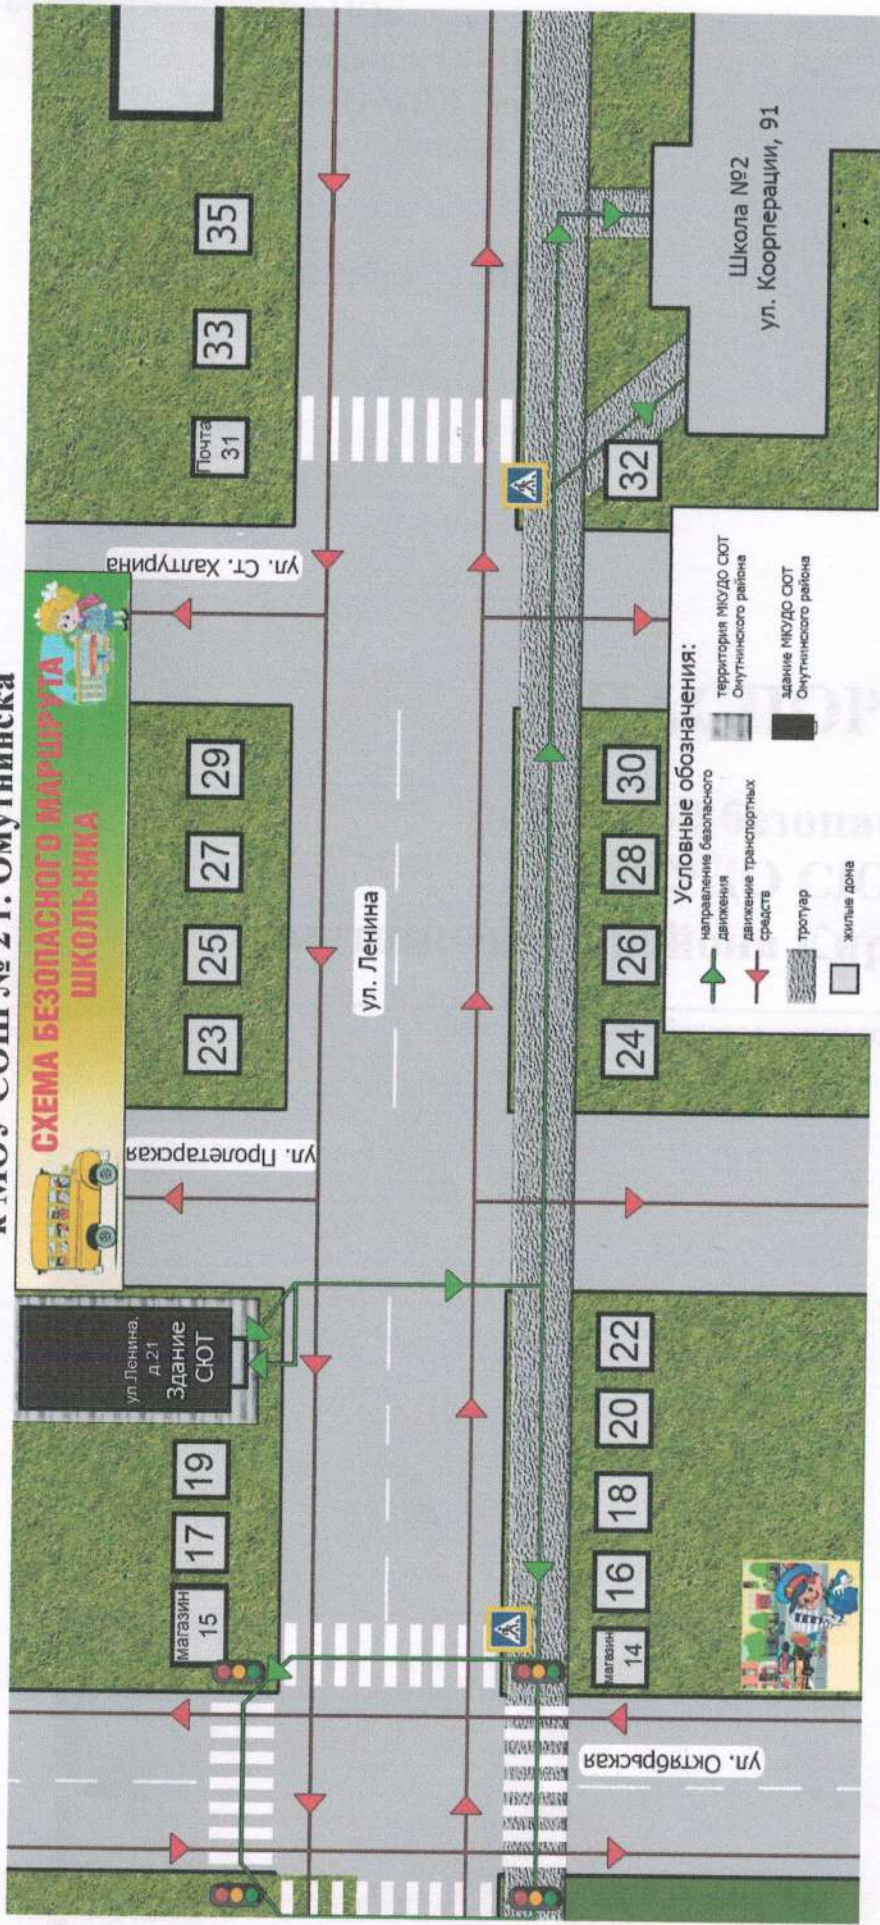 к МОУ СОШ № 2 г. Омутнинска
СХЕМА БЕЗОПАСНОГО МАРШРУТА
ШКОЛЬНИКА
ул.Ленина,
д.21
Здание
СЮТ
магазин
15
17
19
23
25
27
29
Почта
31
33
35
ул. Пролетарская
ул. Ст. Халтурина
ул. Ленина
ул. Октябрьская
магазин
14
16
18
20
22
24
26
28
30
32
Школа №2
ул. Коорперации, 91
Условные обозначения:
направление безопасного
движения
движение транспортных
средств
тротуар
жилые дома
территория МКУДО СЮТ
Омутнинского района
здание МКУДО СЮТ
Омутнинского района